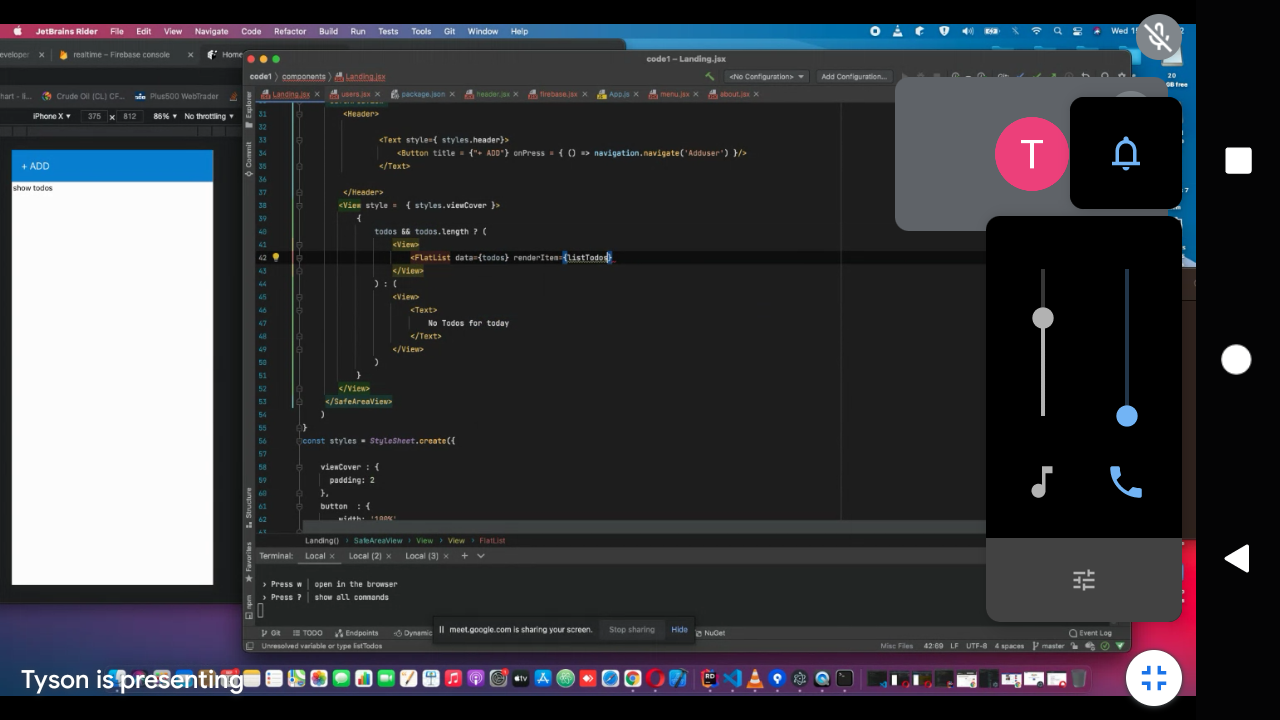 JetBrains Rider File Edit View Navigate Code Refactor Build Run Tests Tools Git Window Help
realtime – Firebase console
code1 – Landing.jsx
code1 components Landing.jsx
<No Configuration> Add Configuration...
Landing.jsx users.jsx package.json header.jsx firebase.jsx App.js menu.jsx about.jsx
Crude Oil (CL) CF... Plus500 WebTrader
iPhone X 375 x 812 86% No throttling
+ ADD
show todos
31 <Header>
32
33 <Text style={ styles.header}>
34 <Button title = {"+ ADD"} onPress = { () => navigation.navigate('Adduser') }/>
35 </Text>
36
37 </Header>
38 <View style = { styles.viewCover }>
39 {
40 todos && todos.length ? (
41 <View>
42 <FlatList data={todos} renderItem={listTodos}
43 </View>
44 ) : (
45 <View>
46 <Text>
47 No Todos for today
48 </Text>
49 </View>
50 )
51 }
52 </View>
53 </SafeAreaView>
54 )
55 }
56 const styles = StyleSheet.create({
57
58 viewCover : {
59 padding: 2
60 },
61 button : {
62 width: '100%'
Landing() SafeAreaView View View FlatList
Terminal: Local Local (2) Local (3)
› Press w | open in the browser
› Press ? | show all commands
meet.google.com is sharing your screen. Stop sharing Hide
Git TODO Endpoints Dynamic NuGet Event Log
Unresolved variable or type listTodos Misc Files 42:69 LF UTF-8 4 spaces master
Explorer
Commit
Structure
Favorites
npm
T
Tyson is presenting